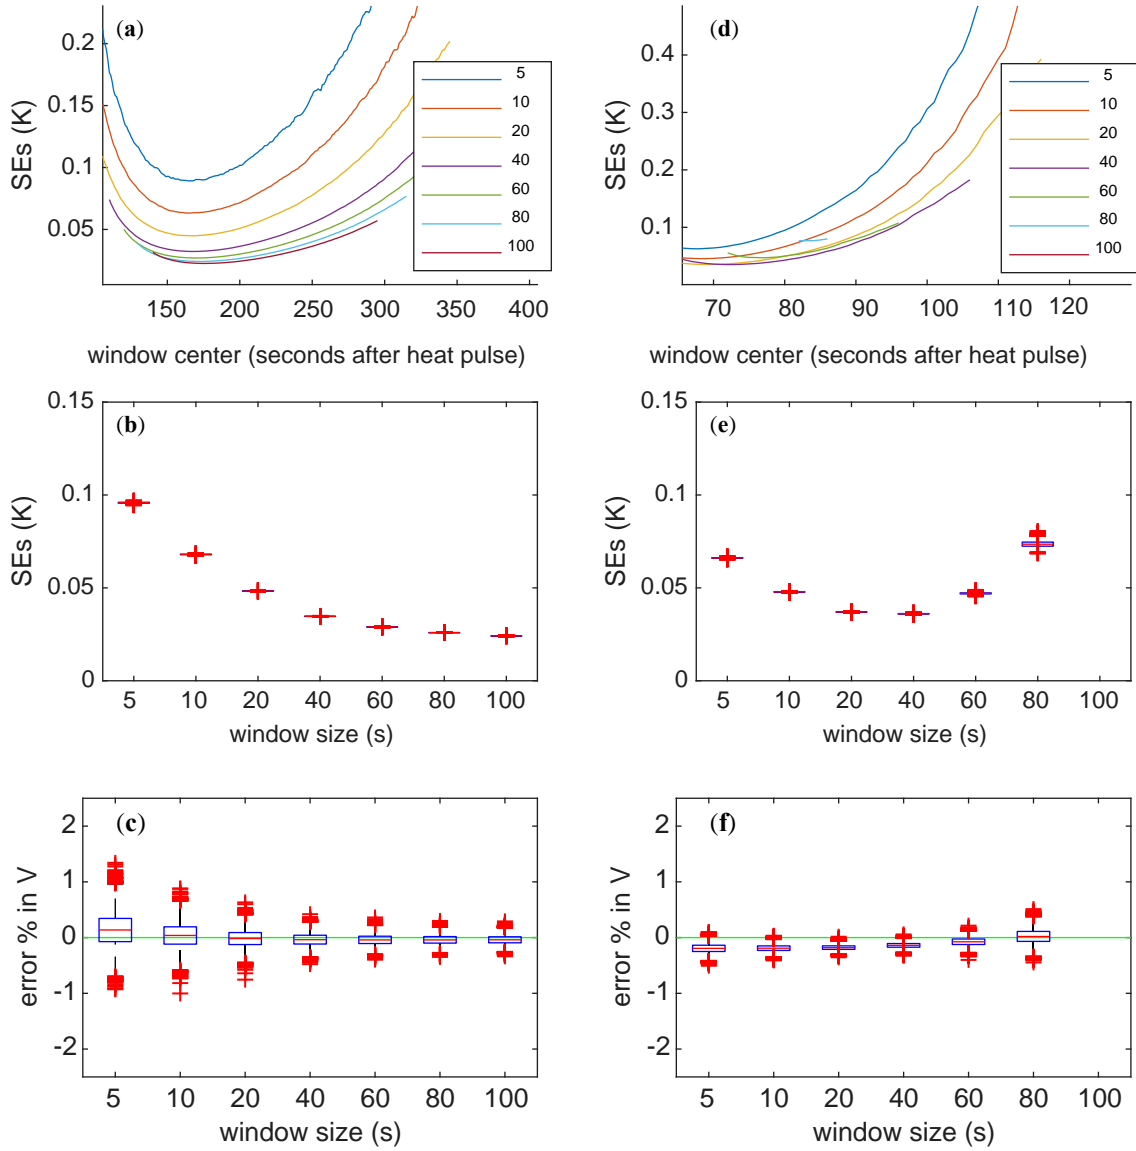 (a)
SEs (K)
0.2
0.15
0.1
0.05
150 200 250 300 350 400
window center (seconds after heat pulse)
5
10
20
40
60
80
100
(d)
SEs (K)
0.4
0.3
0.2
0.1
70 80 90 100 110 120
window center (seconds after heat pulse)
5
10
20
40
60
80
100
(b)
SEs (K)
0.15
0.1
0.05
0
5 10 20 40 60 80 100
window size (s)
(e)
SEs (K)
0.15
0.1
0.05
0
5 10 20 40 60 80 100
window size (s)
(c)
error % in V
2
1
0
-1
-2
5 10 20 40 60 80 100
window size (s)
(f)
error % in V
2
1
0
-1
-2
5 10 20 40 60 80 100
window size (s)